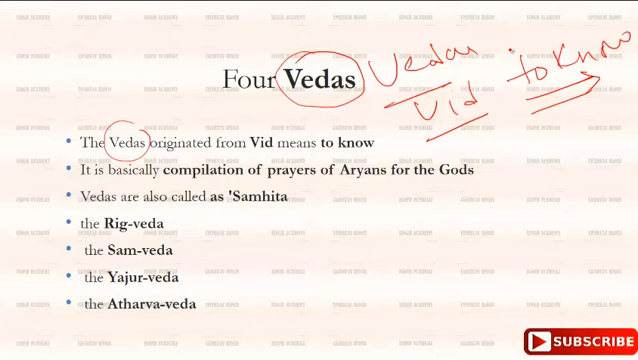 Four Vedas
Vedas
Vid
to Know
The Vedas originated from Vid means to know
It is basically compilation of prayers of Aryans for the Gods
Vedas are also called as 'Samhita
the Rig-veda
the Sam-veda
the Yajur-veda
the Atharva-veda
SUBSCRIBE